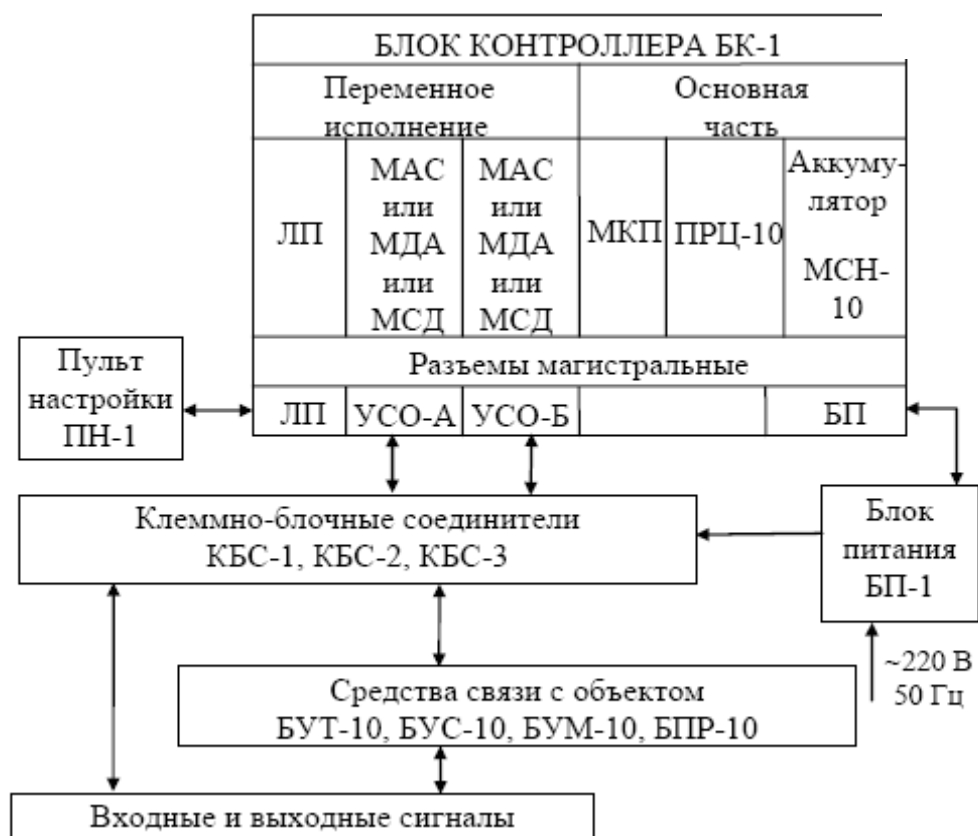 БЛОК КОНТРОЛЛЕРА БК-1
Переменное
исполнение
Основная
часть
ЛП
МАС
или
МДА
или
МСД
МАС
или
МДА
или
МСД
МКП
ПРЦ-10
Аккуму-
лятор
МСН-
10
Разъемы магистральные
ЛП
УСО-А
УСО-Б
БП
Пульт
настройки
ПН-1
Клеммно-блочные соединители
КБС-1, КБС-2, КБС-3
Блок
питания
БП-1
~220 В
50 Гц
Средства связи с объектом
БУТ-10, БУС-10, БУМ-10, БПР-10
Входные и выходные сигналы